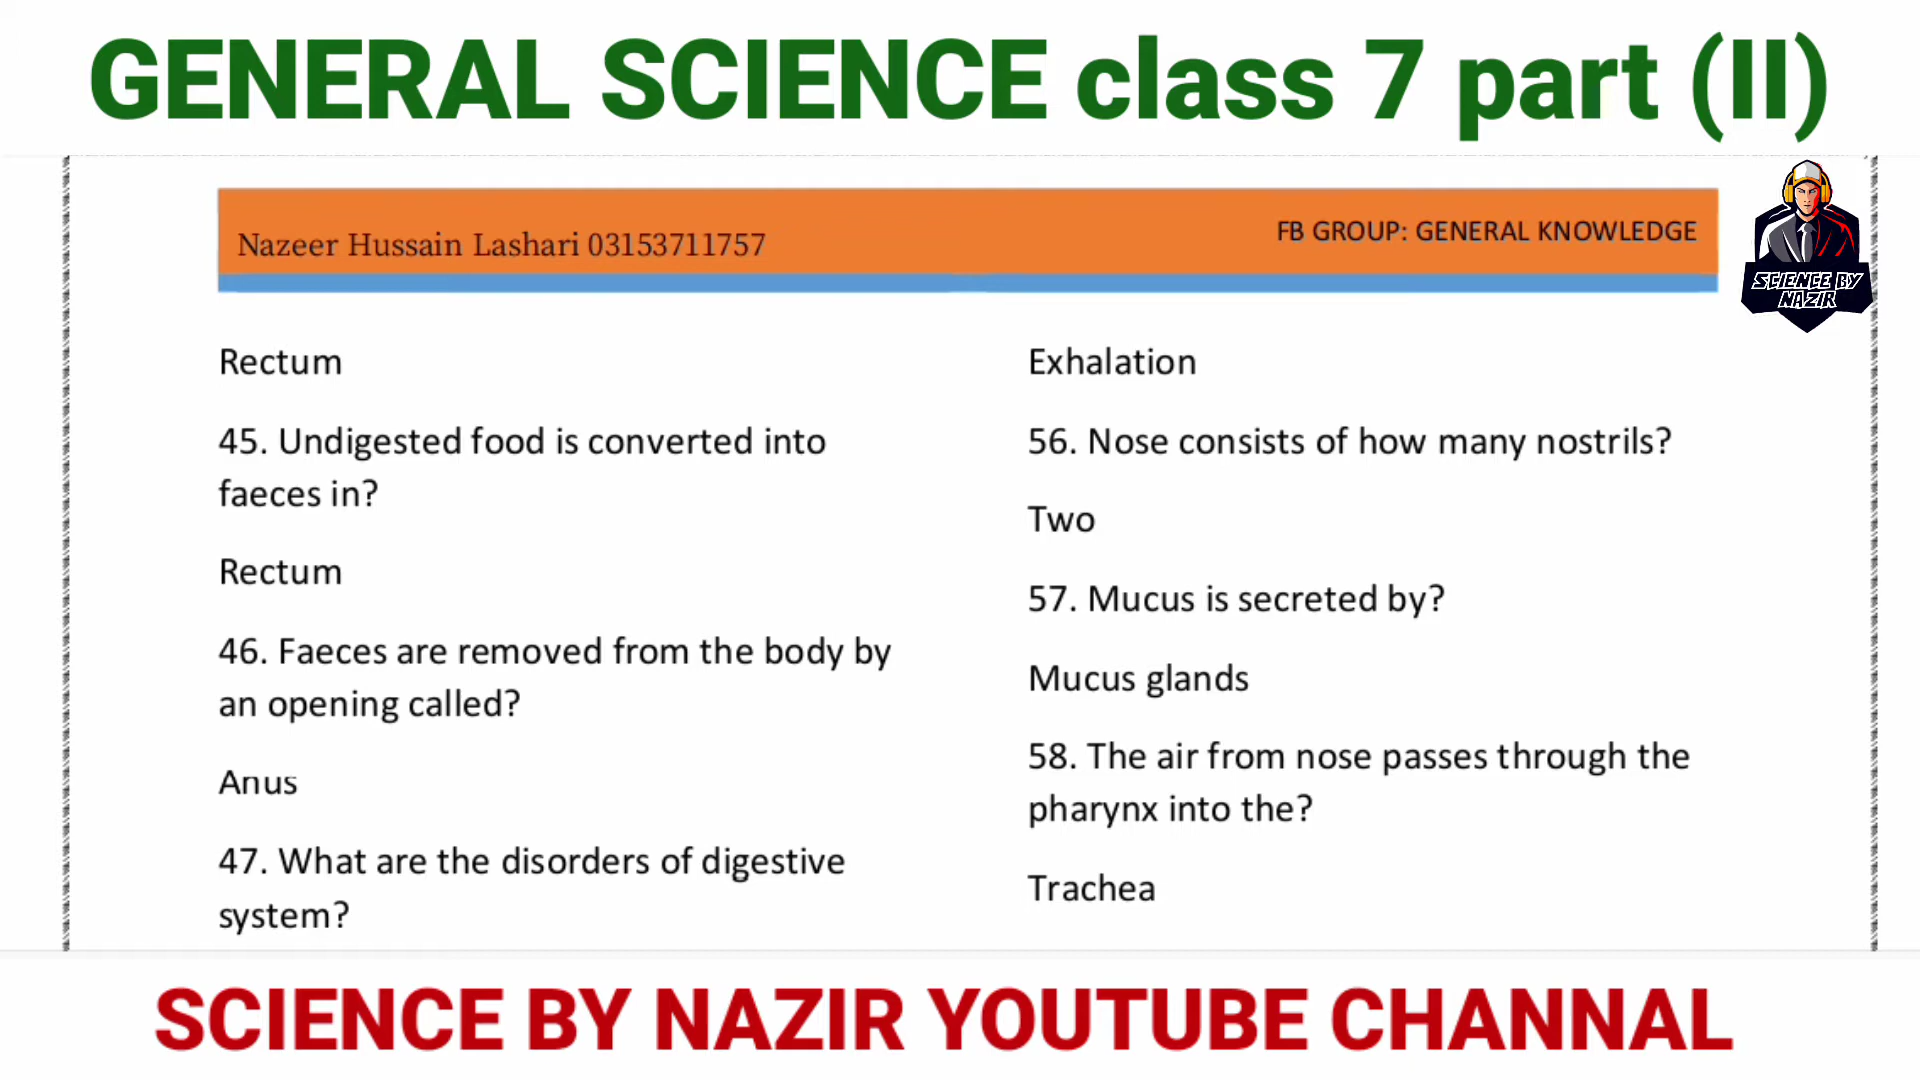 GENERAL SCIENCE class 7 part (II)
Nazeer Hussain Lashari 03153711757
FB GROUP: GENERAL KNOWLEDGE
SCIENCE BY
NAZIR
Rectum
45. Undigested food is converted into
faeces in?
Rectum
46. Faeces are removed from the body by
an opening called?
Anus
47. What are the disorders of digestive
system?
Exhalation
56. Nose consists of how many nostrils?
Two
57. Mucus is secreted by?
Mucus glands
58. The air from nose passes through the
pharynx into the?
Trachea
SCIENCE BY NAZIR YOUTUBE CHANNAL